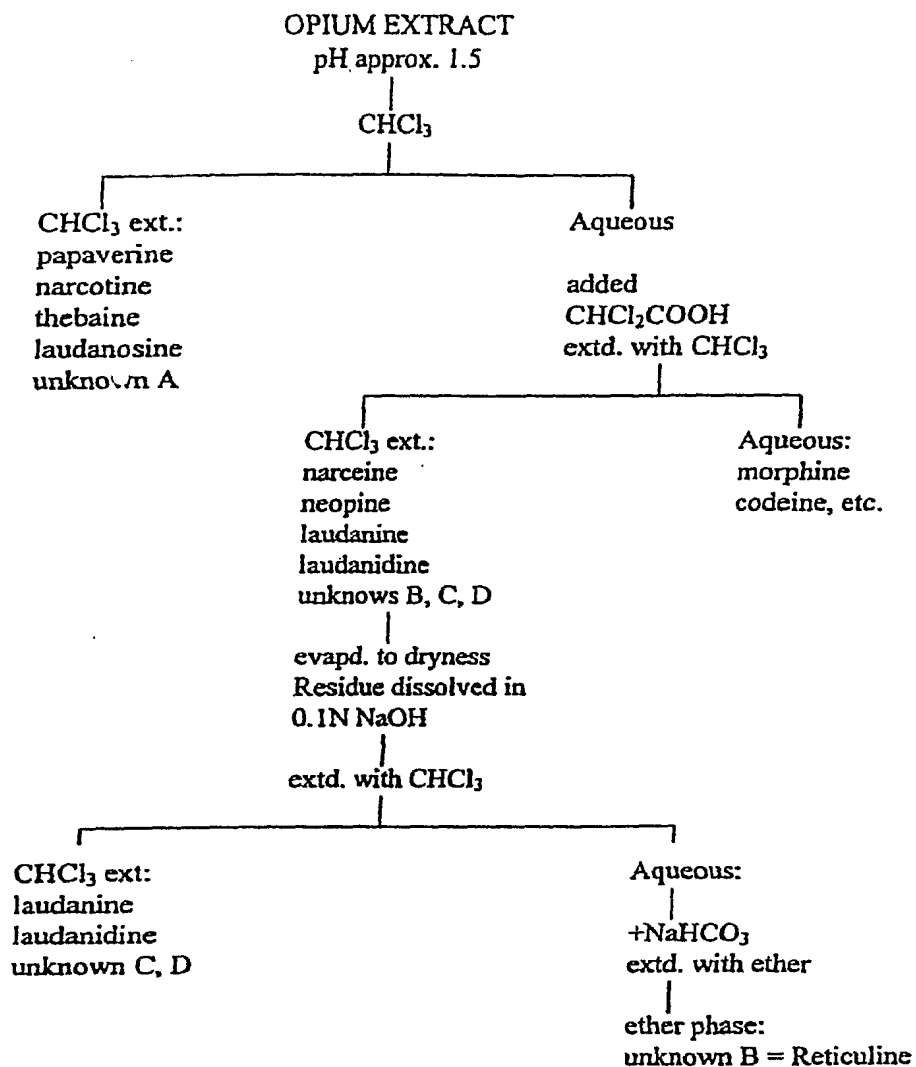 OPIUM EXTRACT
pH approx. 1.5
CHCl₃
CHCl₃ ext.:
papaverine
narcotine
thebaine
laudanosine
unknown A
Aqueous
added
CHCl₂COOH
extd. with CHCl₃
CHCl₃ ext.:
narceine
neopine
laudanine
laudanidine
unknows B, C, D
Aqueous:
morphine
codeine, etc.
evapd. to dryness
Residue dissolved in
0.1N NaOH
extd. with CHCl₃
CHCl₃ ext:
laudanine
laudanidine
unknown C, D
Aqueous:
+NaHCO₃
extd. with ether
ether phase:
unknown B = Reticuline